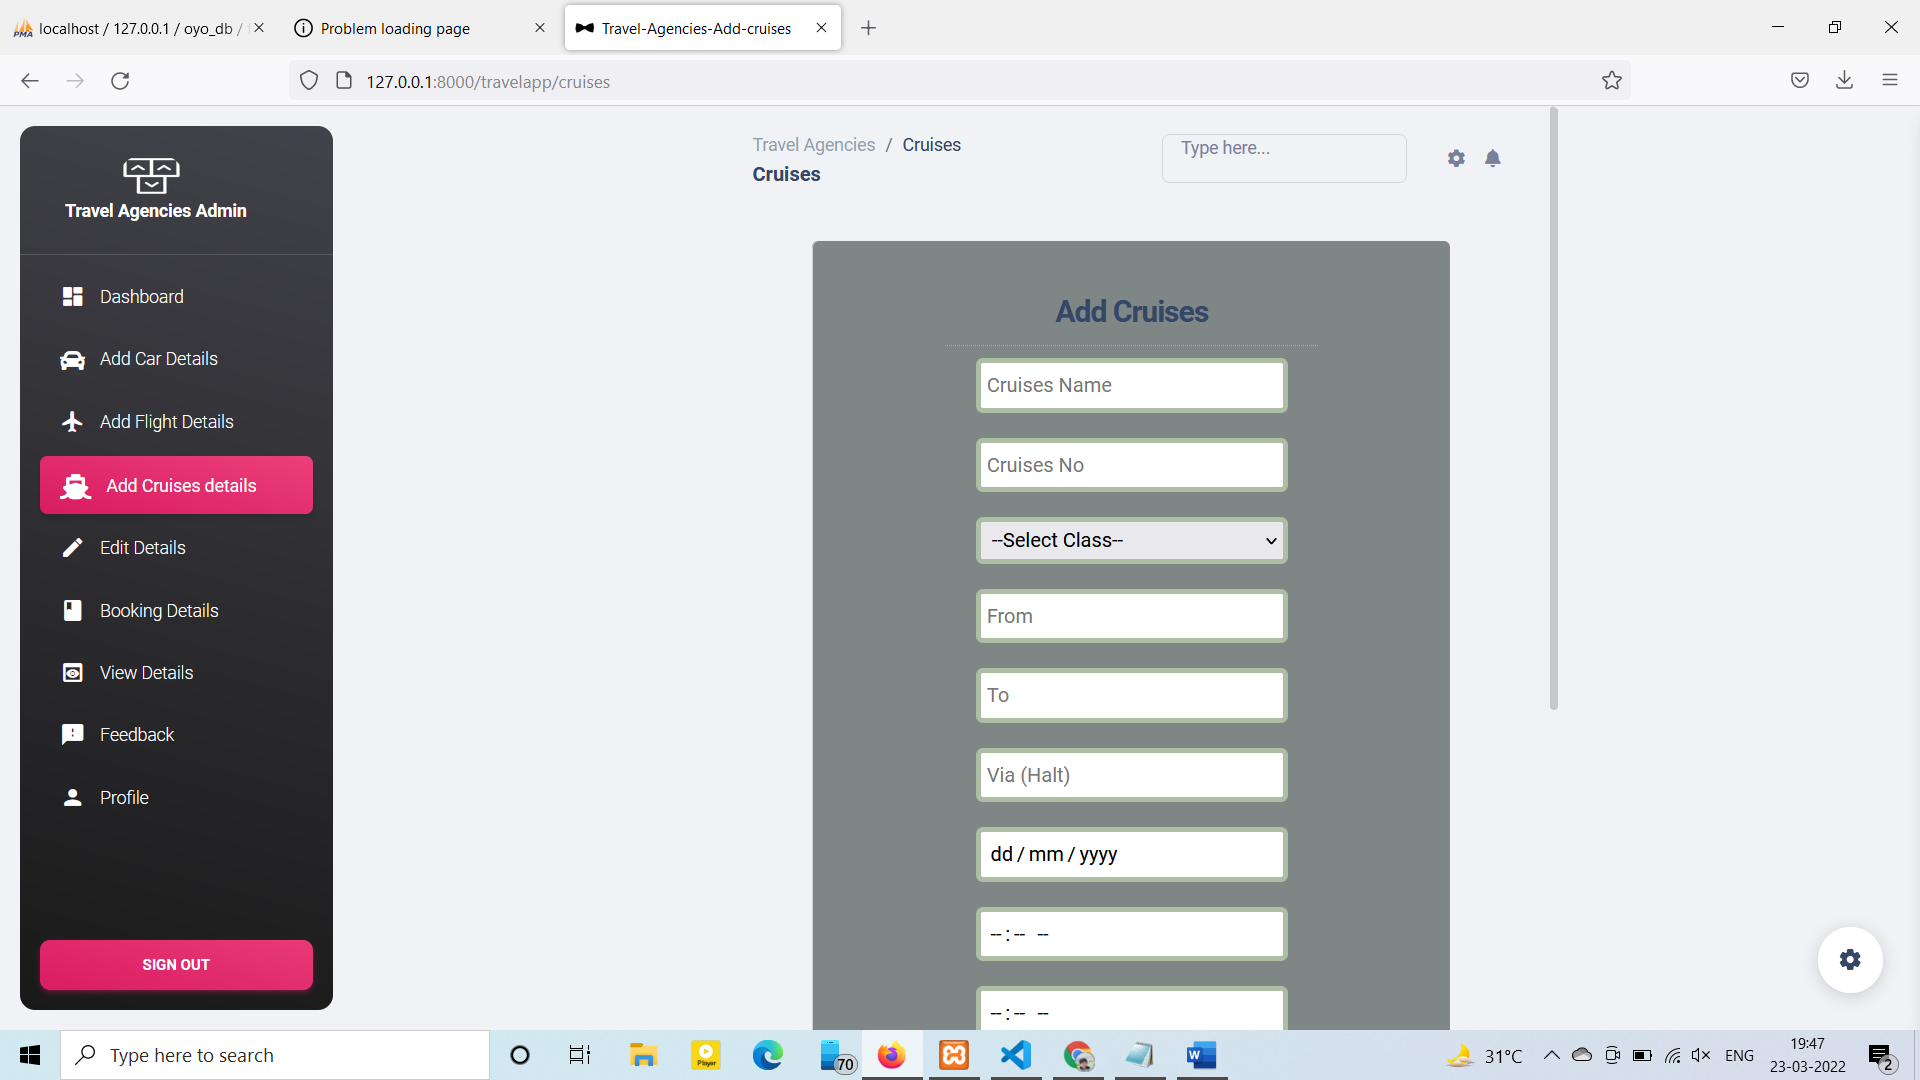 localhost / 127.0.0.1 / oyo_db /
Problem loading page
Travel-Agencies-Add-cruises
127.0.0.1:8000/travelapp/cruises
Travel Agencies Admin
Dashboard
Add Car Details
Add Flight Details
Add Cruises details
Edit Details
Booking Details
View Details
Feedback
Profile
SIGN OUT
Travel Agencies / Cruises
Cruises
Type here...
Add Cruises
Cruises Name
Cruises No
--Select Class--
From
To
Via (Halt)
dd / mm / yyyy
-- : -- --
-- : -- --
Type here to search
Player
70
31°C
ENG
19:47
23-03-2022
2